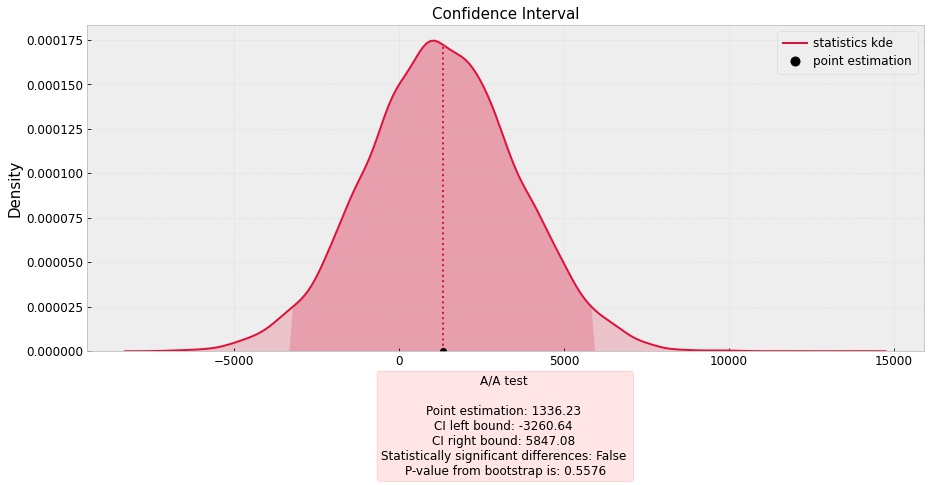 Confidence Interval
statistics kde
point estimation
Density
0.000175
0.000150
0.000125
0.000100
0.000075
0.000050
0.000025
0.000000
−5000
0
5000
10000
15000
A/A test
Point estimation: 1336.23
CI left bound: -3260.64
CI right bound: 5847.08
Statistically significant differences: False
P-value from bootstrap is: 0.5576